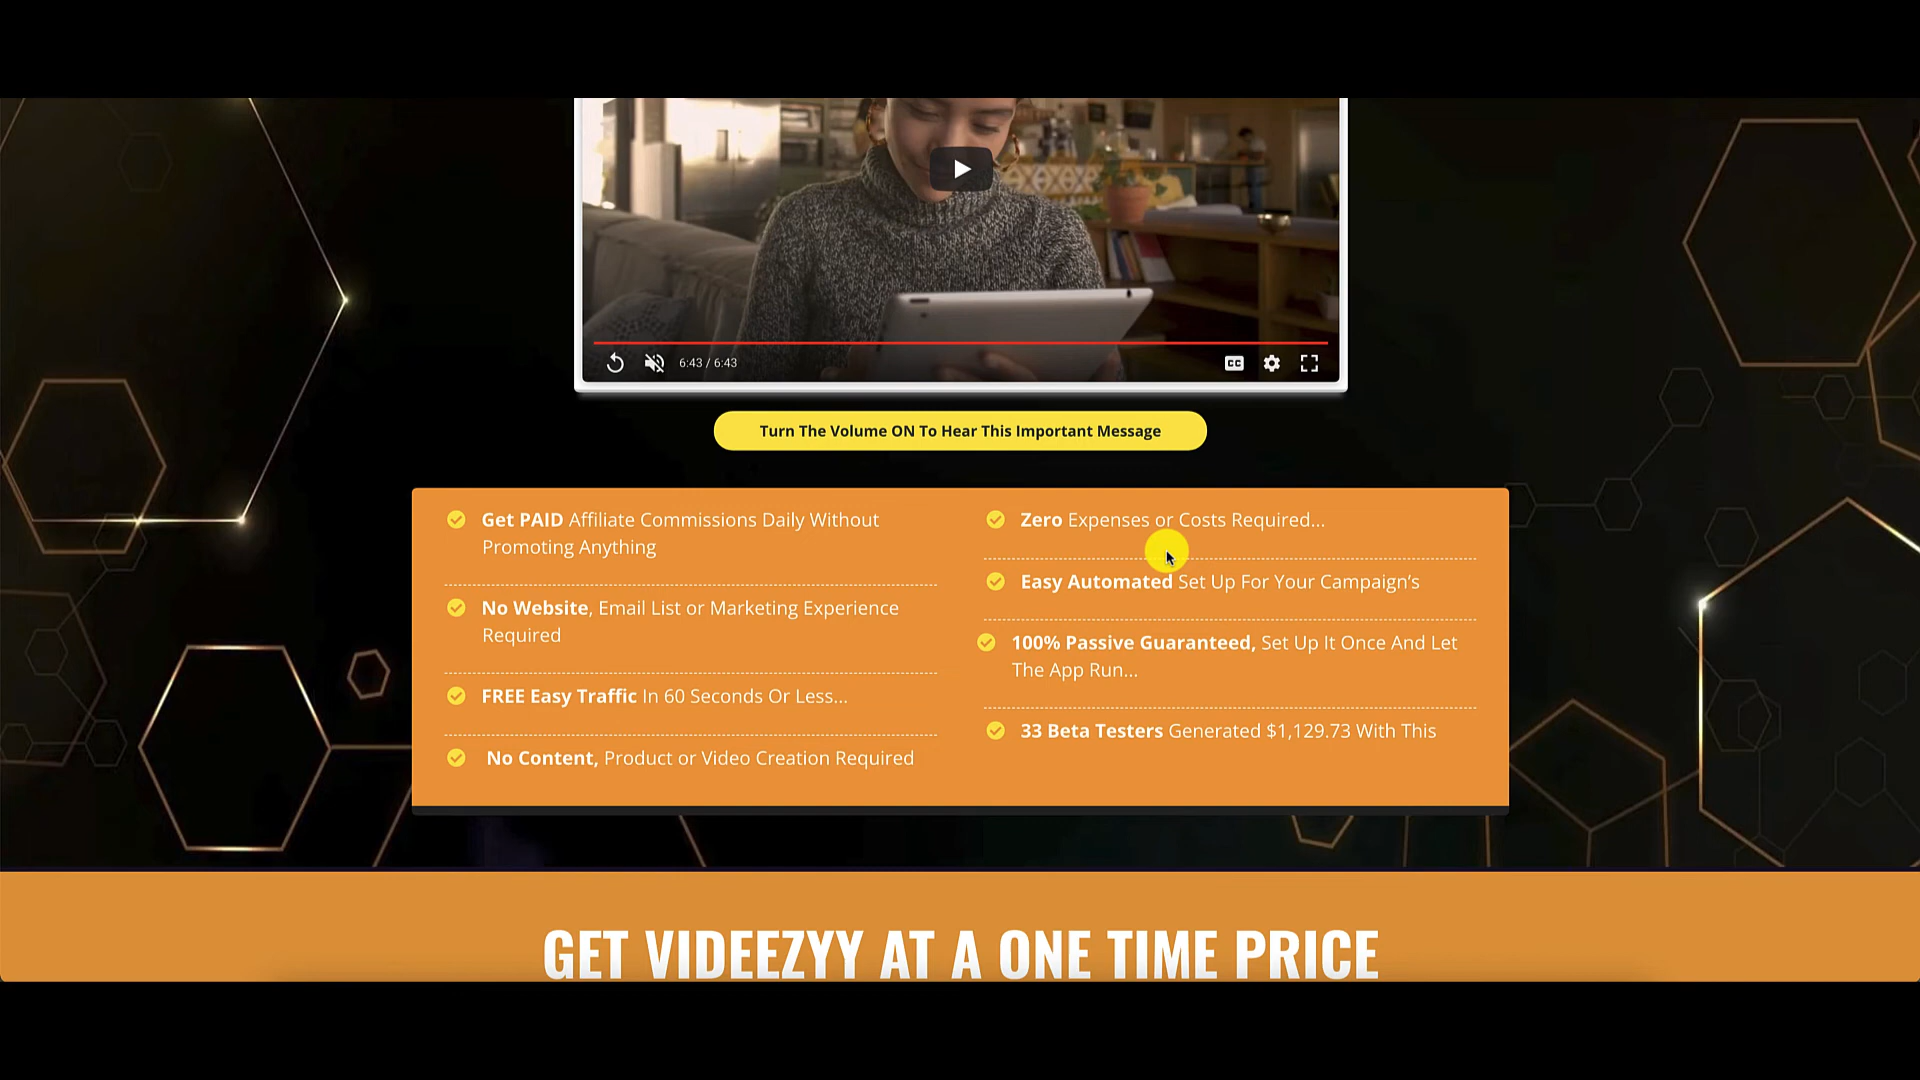 6:43 / 6:43
CC
Turn The Volume ON To Hear This Important Message
Get PAID Affiliate Commissions Daily Without
Promoting Anything
No Website, Email List or Marketing Experience
Required
FREE Easy Traffic In 60 Seconds Or Less...
No Content, Product or Video Creation Required
Zero Expenses or Costs Required...
Easy Automated Set Up For Your Campaign’s
100% Passive Guaranteed, Set Up It Once And Let
The App Run...
33 Beta Testers Generated $1,129.73 With This
GET VIDEEZYY AT A ONE TIME PRICE